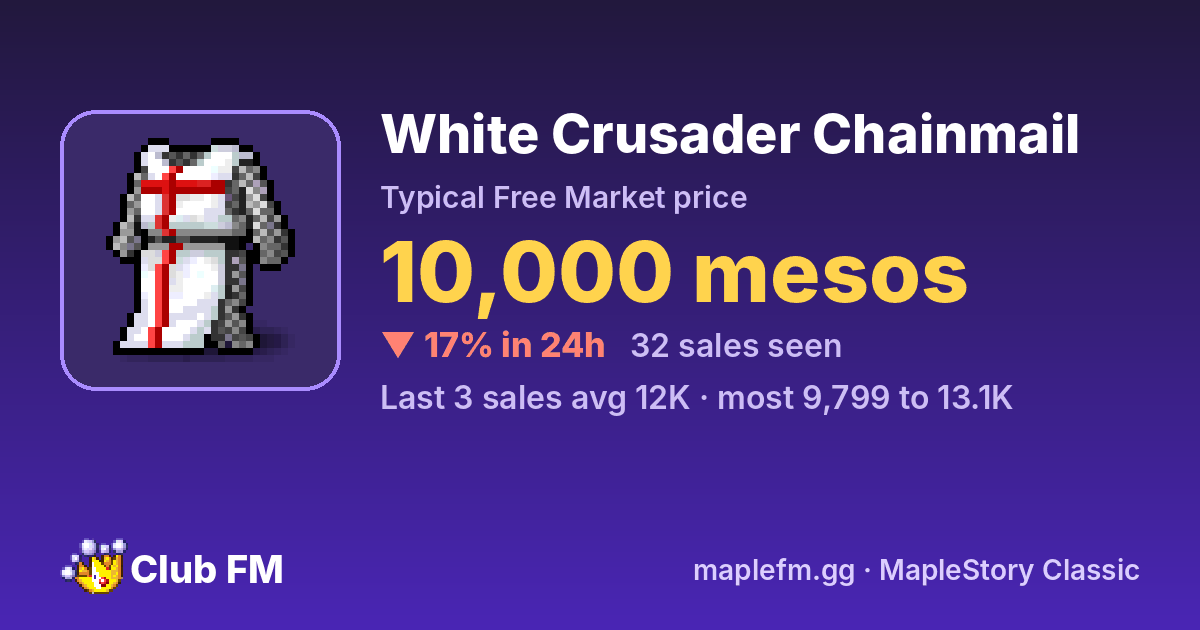 White Crusader Chainmail
Typical Free Market price
10,000 mesos
▼ 17% in 24h 32 sales seen
Last 3 sales avg 12K · most 9,799 to 13.1K
Club FM
maplefm.gg · MapleStory Classic